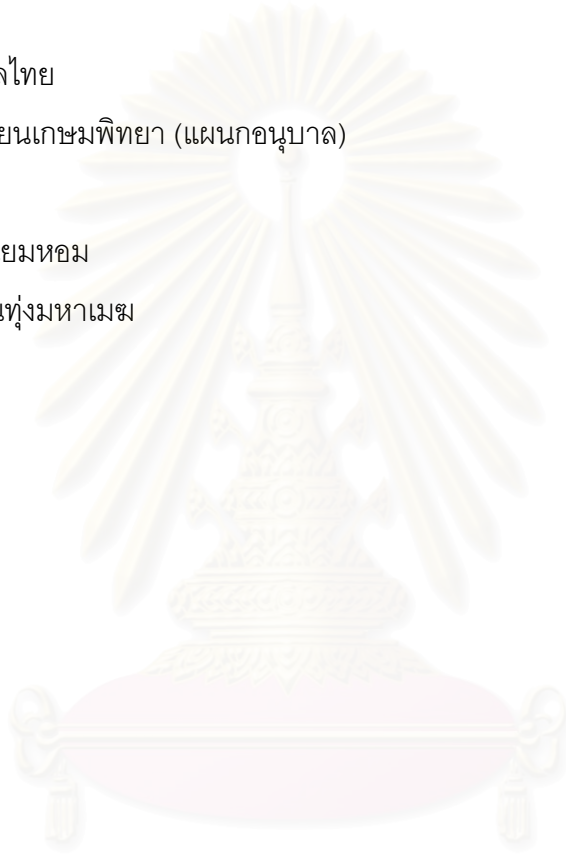 ลไทย
ยนเกษมพิทยา (แผนกอนุบาล)
ยมหอม
นทุ่งมหาเมฆ